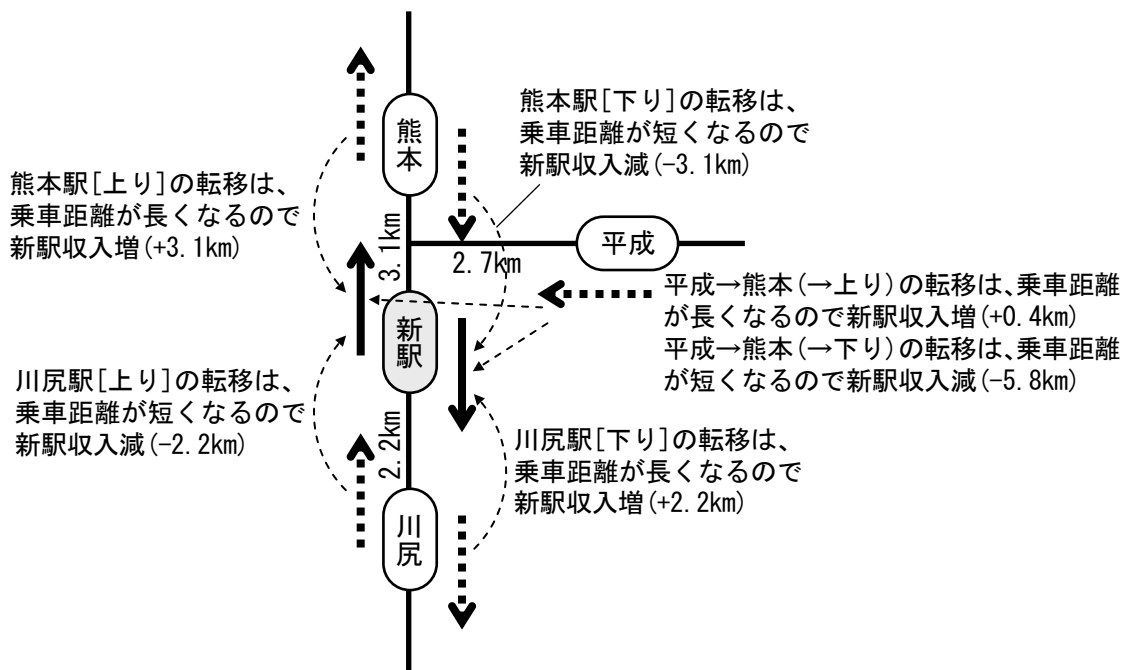 熊本
熊本駅[下り]の転移は、
乗車距離が短くなるので
新駅収入減(-3.1km)
熊本駅[上り]の転移は、
乗車距離が長くなるので
新駅収入増(+3.1km)
3.1km
平成
2.7km
平成→熊本(→上り)の転移は、乗車距離
が長くなるので新駅収入増(+0.4km)
平成→熊本(→下り)の転移は、乗車距離
が短くなるので新駅収入減(-5.8km)
新駅
川尻駅[上り]の転移は、
乗車距離が短くなるので
新駅収入減(-2.2km)
2.2km
川尻駅[下り]の転移は、
乗車距離が長くなるので
新駅収入増(+2.2km)
川尻